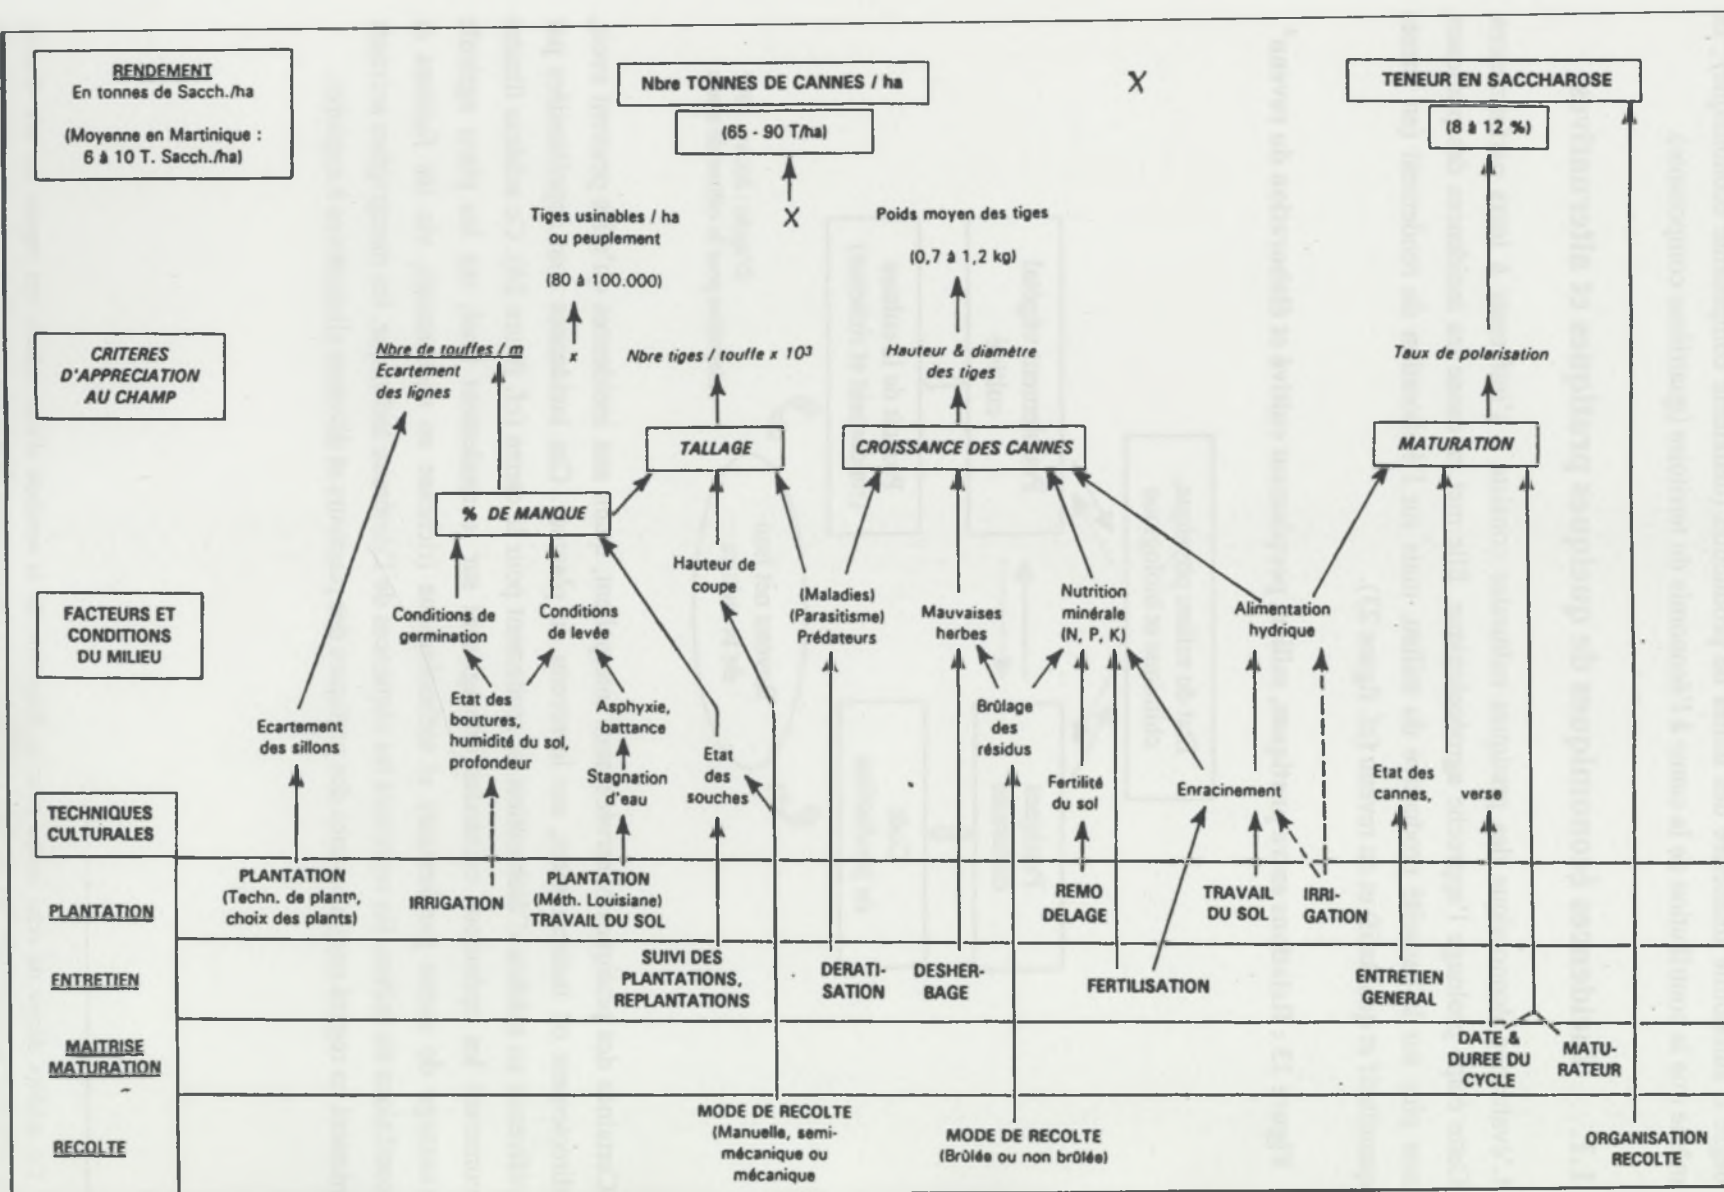 RENDEMENT
En tonnes de Sacch./ha
(Moyenne en Martinique :
6 à 10 T. Sacch./ha)
Nbre TONNES DE CANNES / ha
(65 - 90 T/ha)
X
TENEUR EN SACCHAROSE
(8 à 12 %)
Tiges usinables / ha
ou peuplement
(80 à 100.000)
X
Poids moyen des tiges
(0,7 à 1,2 kg)
CRITERES
D'APPRECIATION
AU CHAMP
Nbre de touffes / m
Ecartement
des lignes
x
Nbre tiges / touffe x 10³
Hauteur & diamètre
des tiges
Taux de polarisation
TALLAGE
CROISSANCE DES CANNES
MATURATION
% DE MANQUE
FACTEURS ET
CONDITIONS
DU MILIEU
Conditions de
germination
Conditions
de levée
Hauteur de
coupe
(Maladies)
(Parasitisme)
Prédateurs
Mauvaises
herbes
Nutrition
minérale
(N, P, K)
Alimentation
hydrique
Ecartement
des sillons
Etat des
boutures,
humidité du sol,
profondeur
Asphyxie,
battance
Stagnation
d'eau
Etat
des
souches
Brûlage
des
résidus
Fertilité
du sol
Enracinement
Etat des
cannes,
verse
TECHNIQUES
CULTURALES
PLANTATION
PLANTATION
(Techn. de plantⁿ,
choix des plants)
IRRIGATION
PLANTATION
(Méth. Louisiane)
TRAVAIL DU SOL
REMO
DELAGE
TRAVAIL
DU SOL
IRRI-
GATION
ENTRETIEN
SUIVI DES
PLANTATIONS,
REPLANTATIONS
DERATI-
SATION
DESHER-
BAGE
FERTILISATION
ENTRETIEN
GENERAL
MAITRISE
MATURATION
DATE &
DUREE DU
CYCLE
MATU-
RATEUR
RECOLTE
MODE DE RECOLTE
(Manuelle, semi-
mécanique ou
mécanique
MODE DE RECOLTE
(Brûlée ou non brûlée)
ORGANISATION
RECOLTE